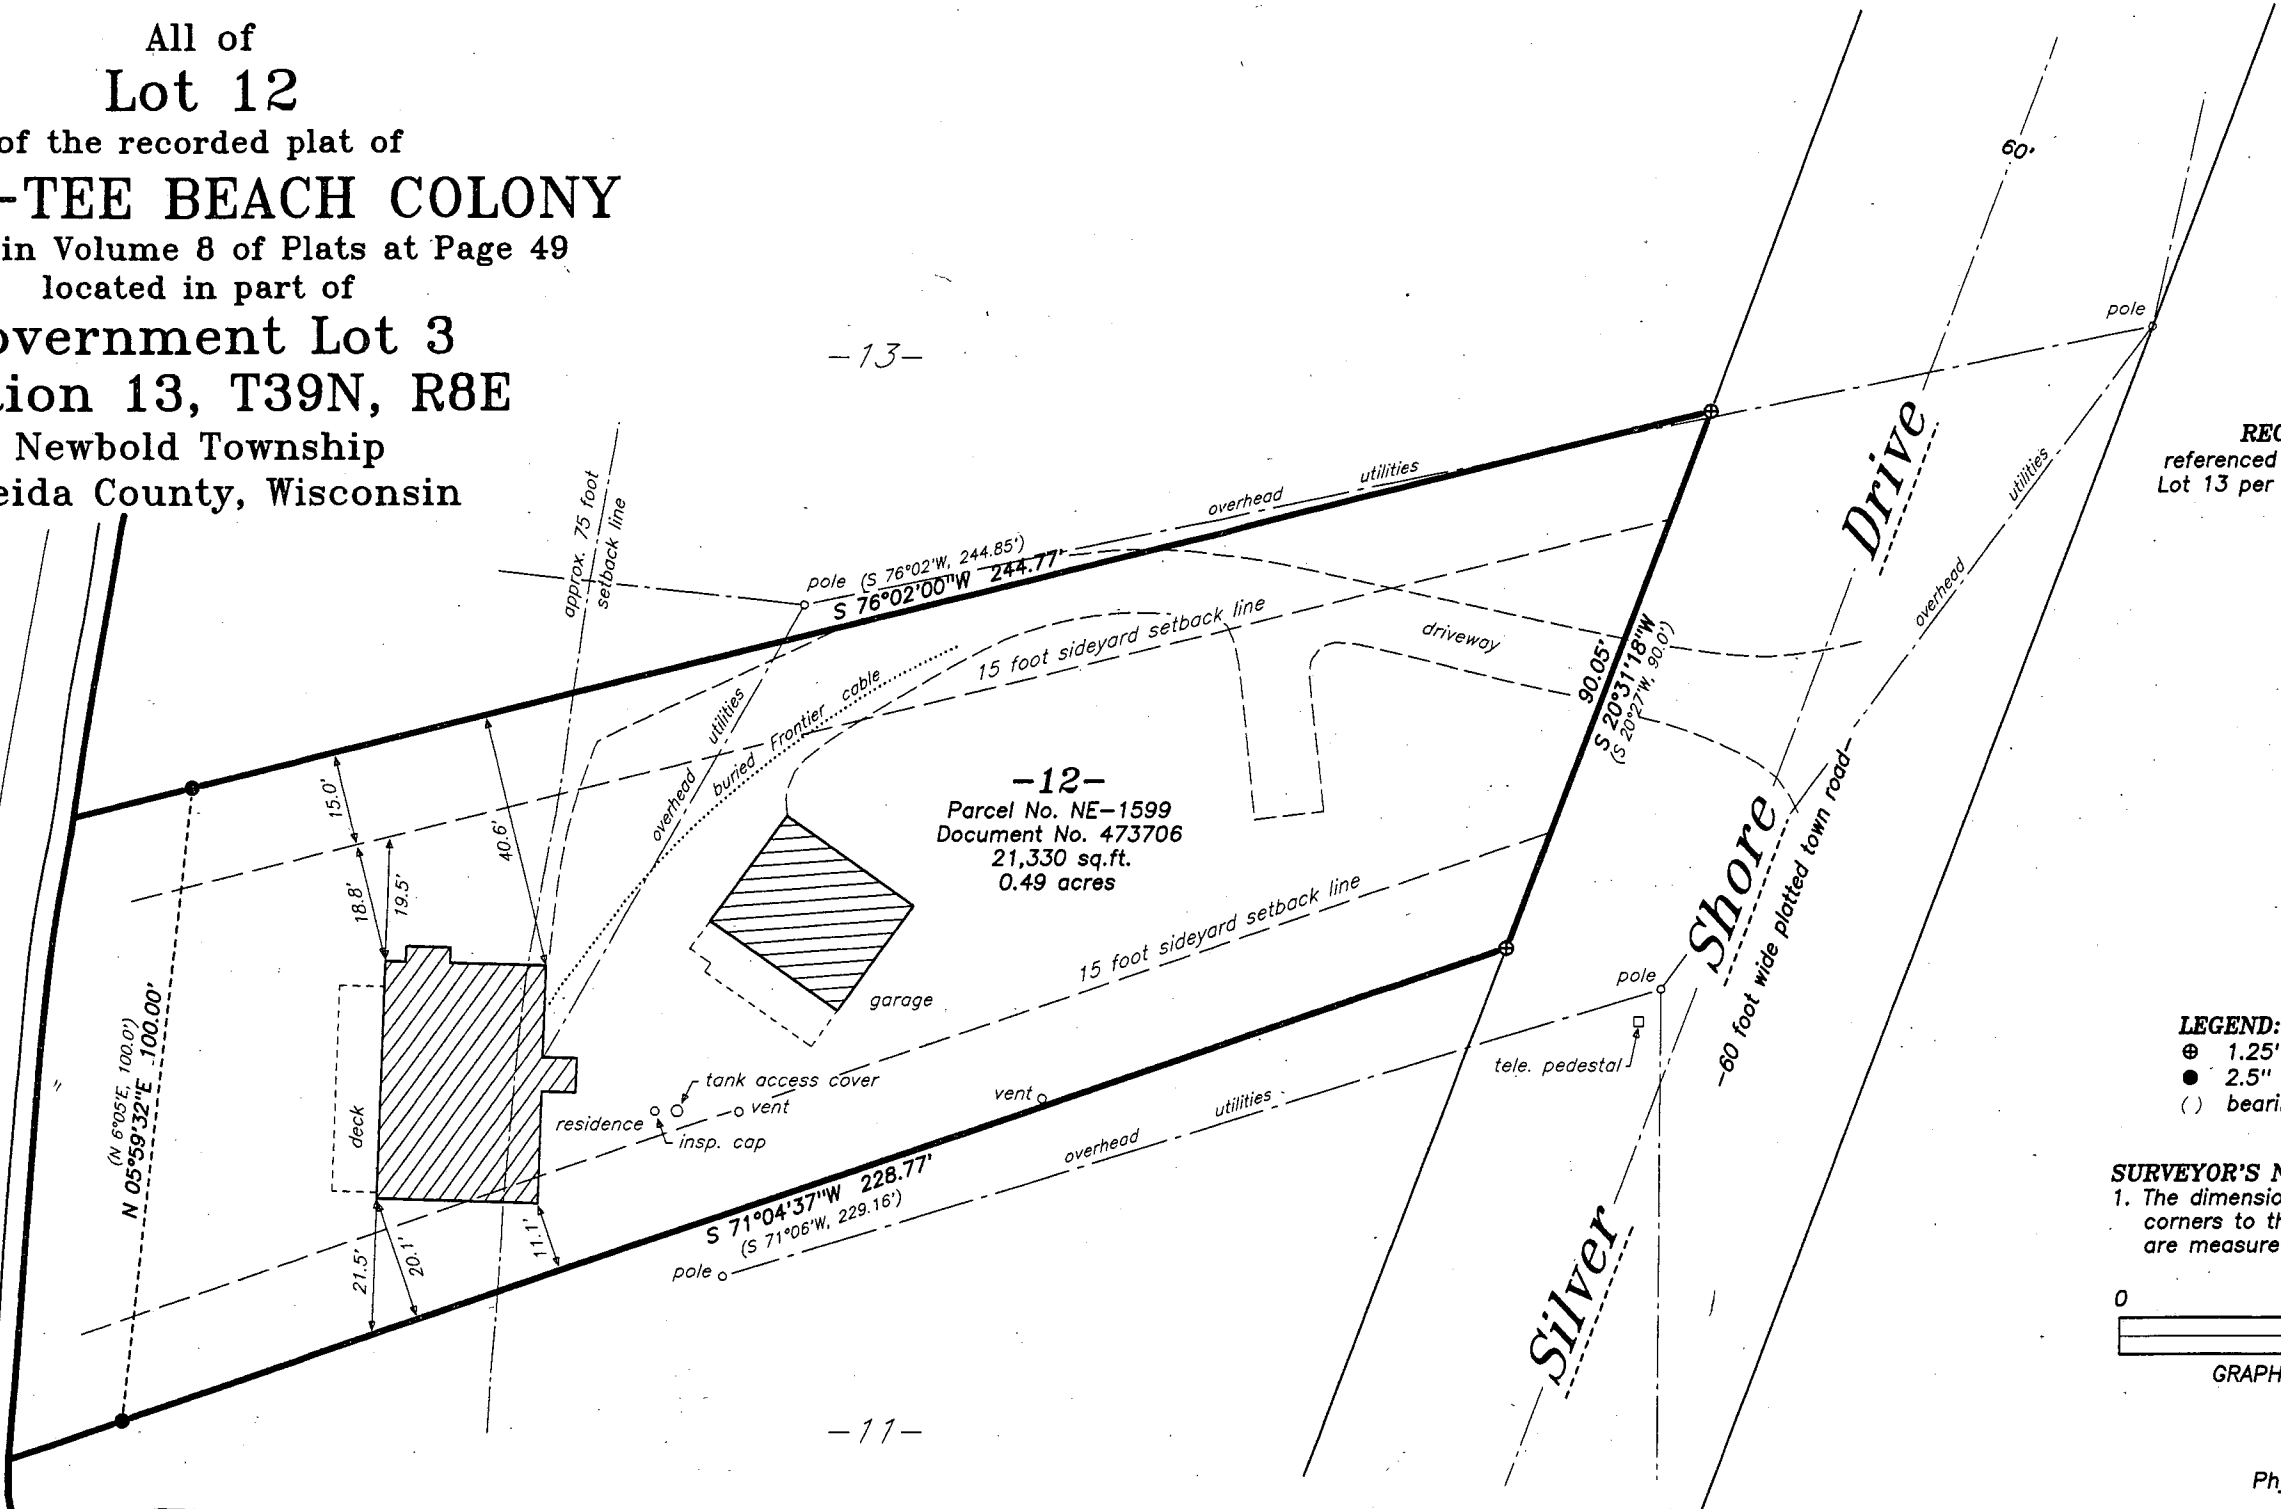 All of
Lot 12
of the recorded plat of
-TEE BEACH COLONY
in Volume 8 of Plats at Page 49
located in part of
overnment Lot 3
tion 13, T39N, R8E
Newbold Township
eida County, Wisconsin
-13-
60'
pole
REC
referenced
Lot 13 per
approx. 75 foot
setback line
overhead utilities
pole (S 76°02'W, 244.85')
S 76°02'00"W 244.77'
15 foot sideyard setback line
driveway
90.05'
S 20°31'18"W
(S 20°27'W, 90.0')
overhead utilities
Silver Shore Drive
-60 foot wide platted town road-
overhead utilities
buried Frontier cable
15.0'
40.6'
18.8'
19.5'
-12-
Parcel No. NE-1599
Document No. 473706
21,330 sq.ft.
0.49 acres
15 foot sideyard setback line
garage
(N 6°05'E, 100.0')
N 05°59'32"E 100.00'
deck
residence
tank access cover
vent
insp. cap
vent
pole
tele. pedestal
overhead utilities
S 71°04'37"W 228.77'
(S 71°06'W, 229.16')
pole
21.5'
20.1'
11.1'
-11-
LEGEND:
⊕ 1.25"
● 2.5"
( ) beari
SURVEYOR'S N
1. The dimensio
corners to th
are measure
0
GRAPH
Ph